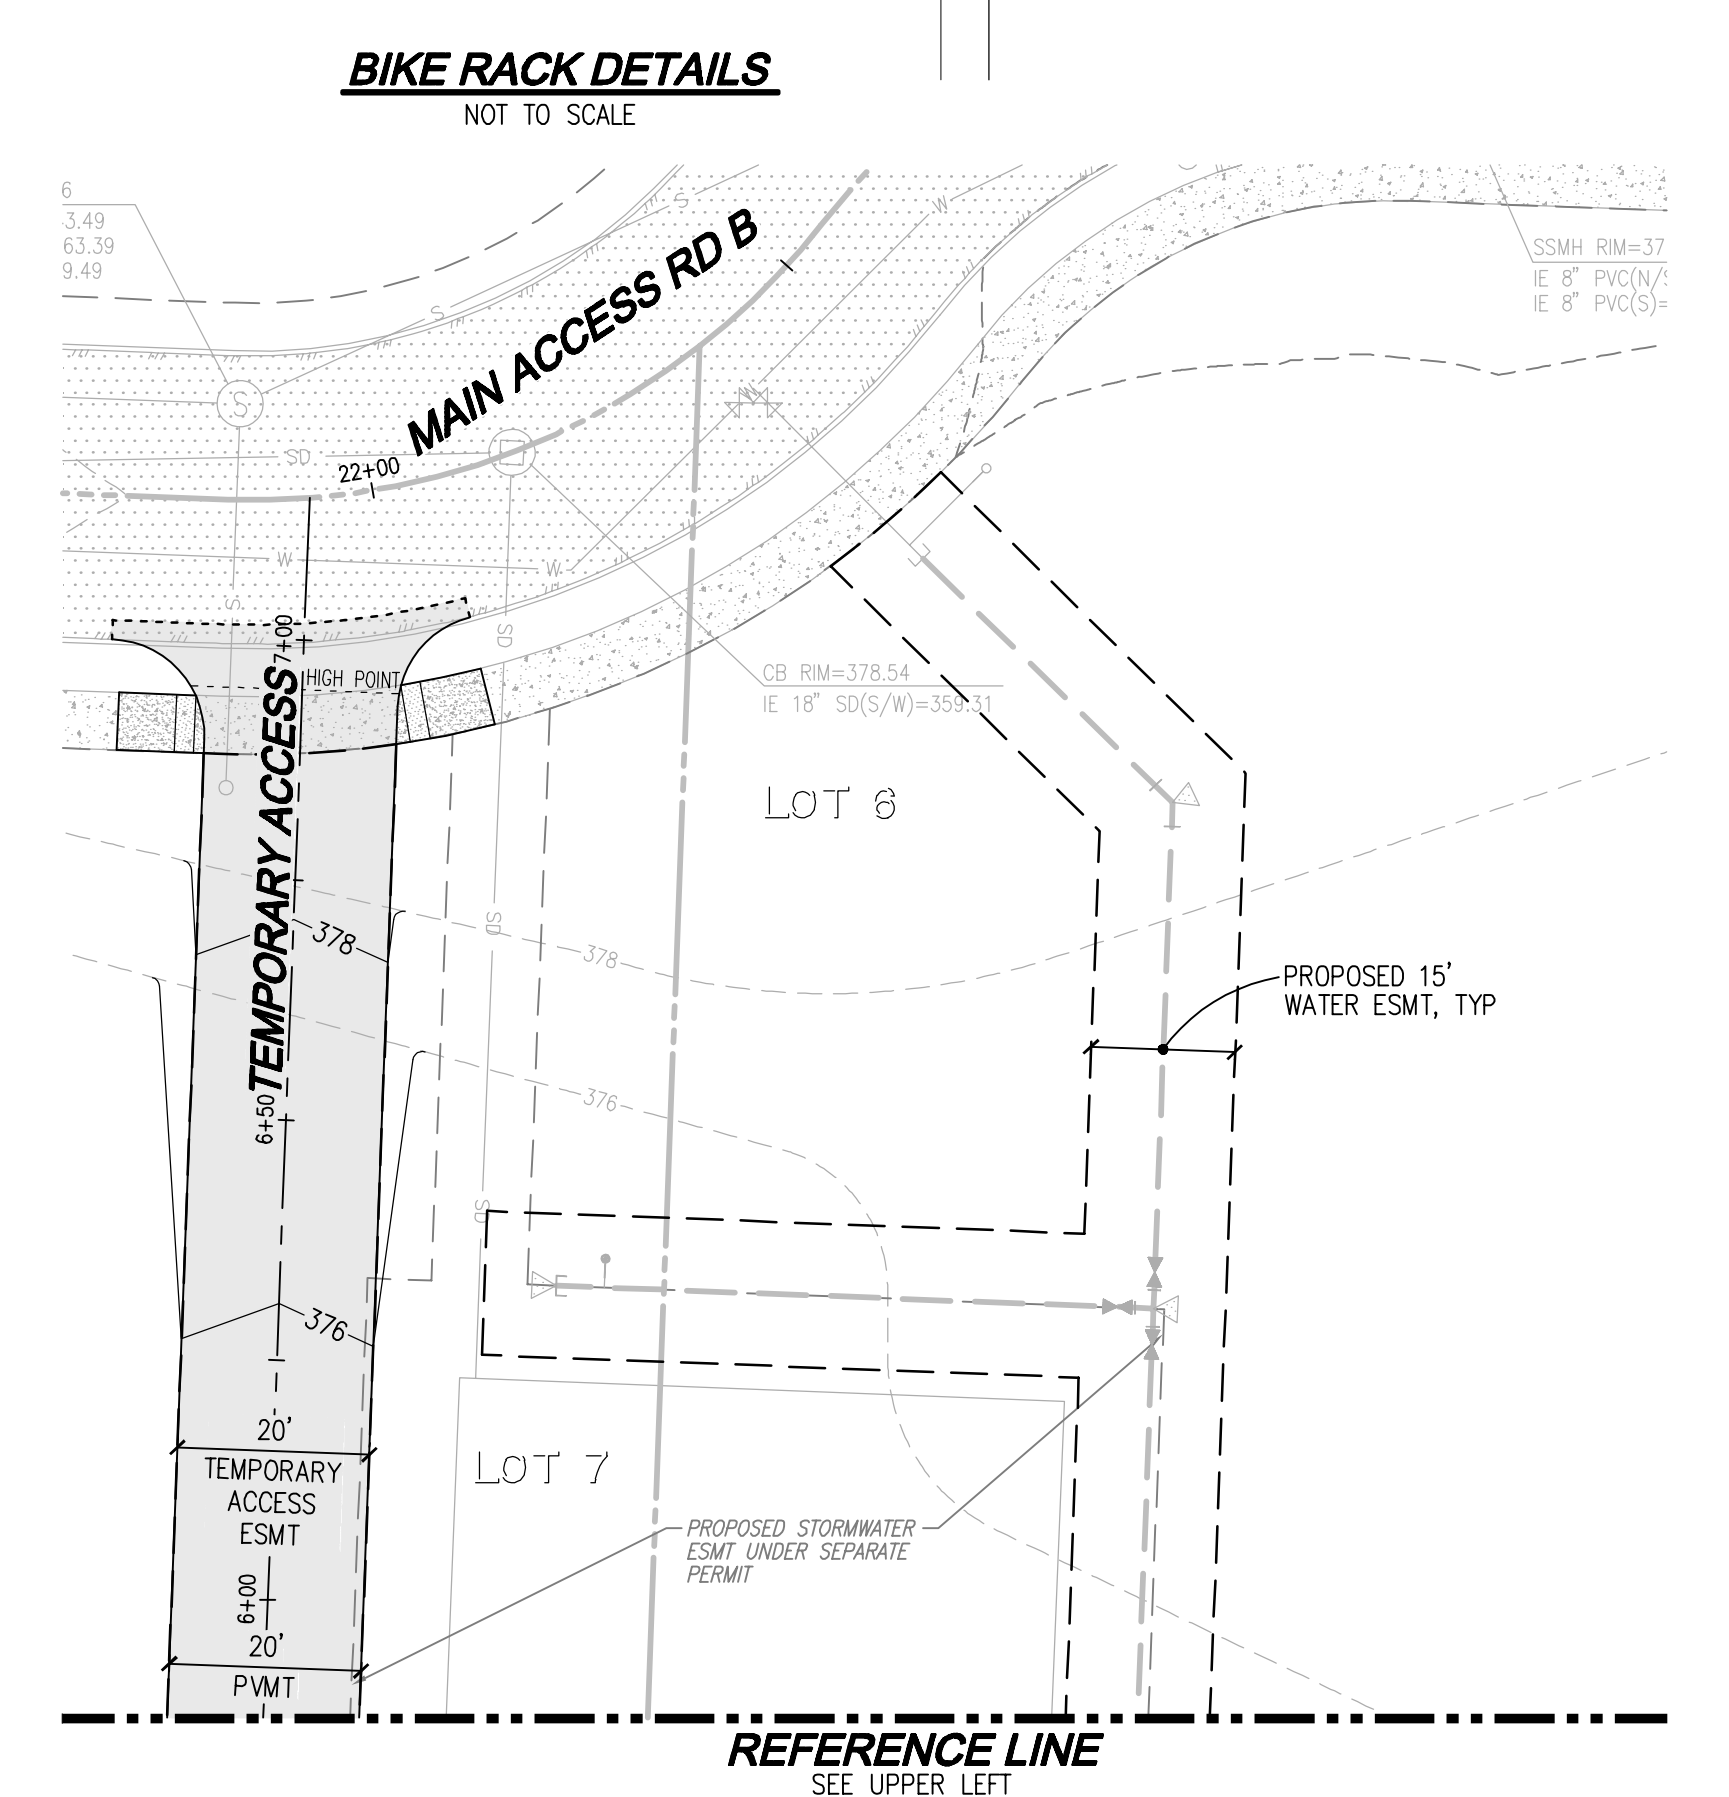 BIKE RACK DETAILS
NOT TO SCALE
6
3.49
63.39
9.49
MAIN ACCESS RD B
SSMH RIM=37
IE 8" PVC(N/S
IE 8" PVC(S)=
S
S
S
S
W
W
W
W
SD
SD
SD
SD
22+00
7+00
HIGH POINT
CB RIM=378.54
IE 18" SD(S/W)=359.31
TEMPORARY ACCESS
LOT 6
378
378
PROPOSED 15'
WATER ESMT, TYP
6+50
376
376
20'
TEMPORARY
ACCESS
ESMT
LOT 7
PROPOSED STORMWATER
ESMT UNDER SEPARATE
PERMIT
6+00
20'
PVMT
REFERENCE LINE
SEE UPPER LEFT